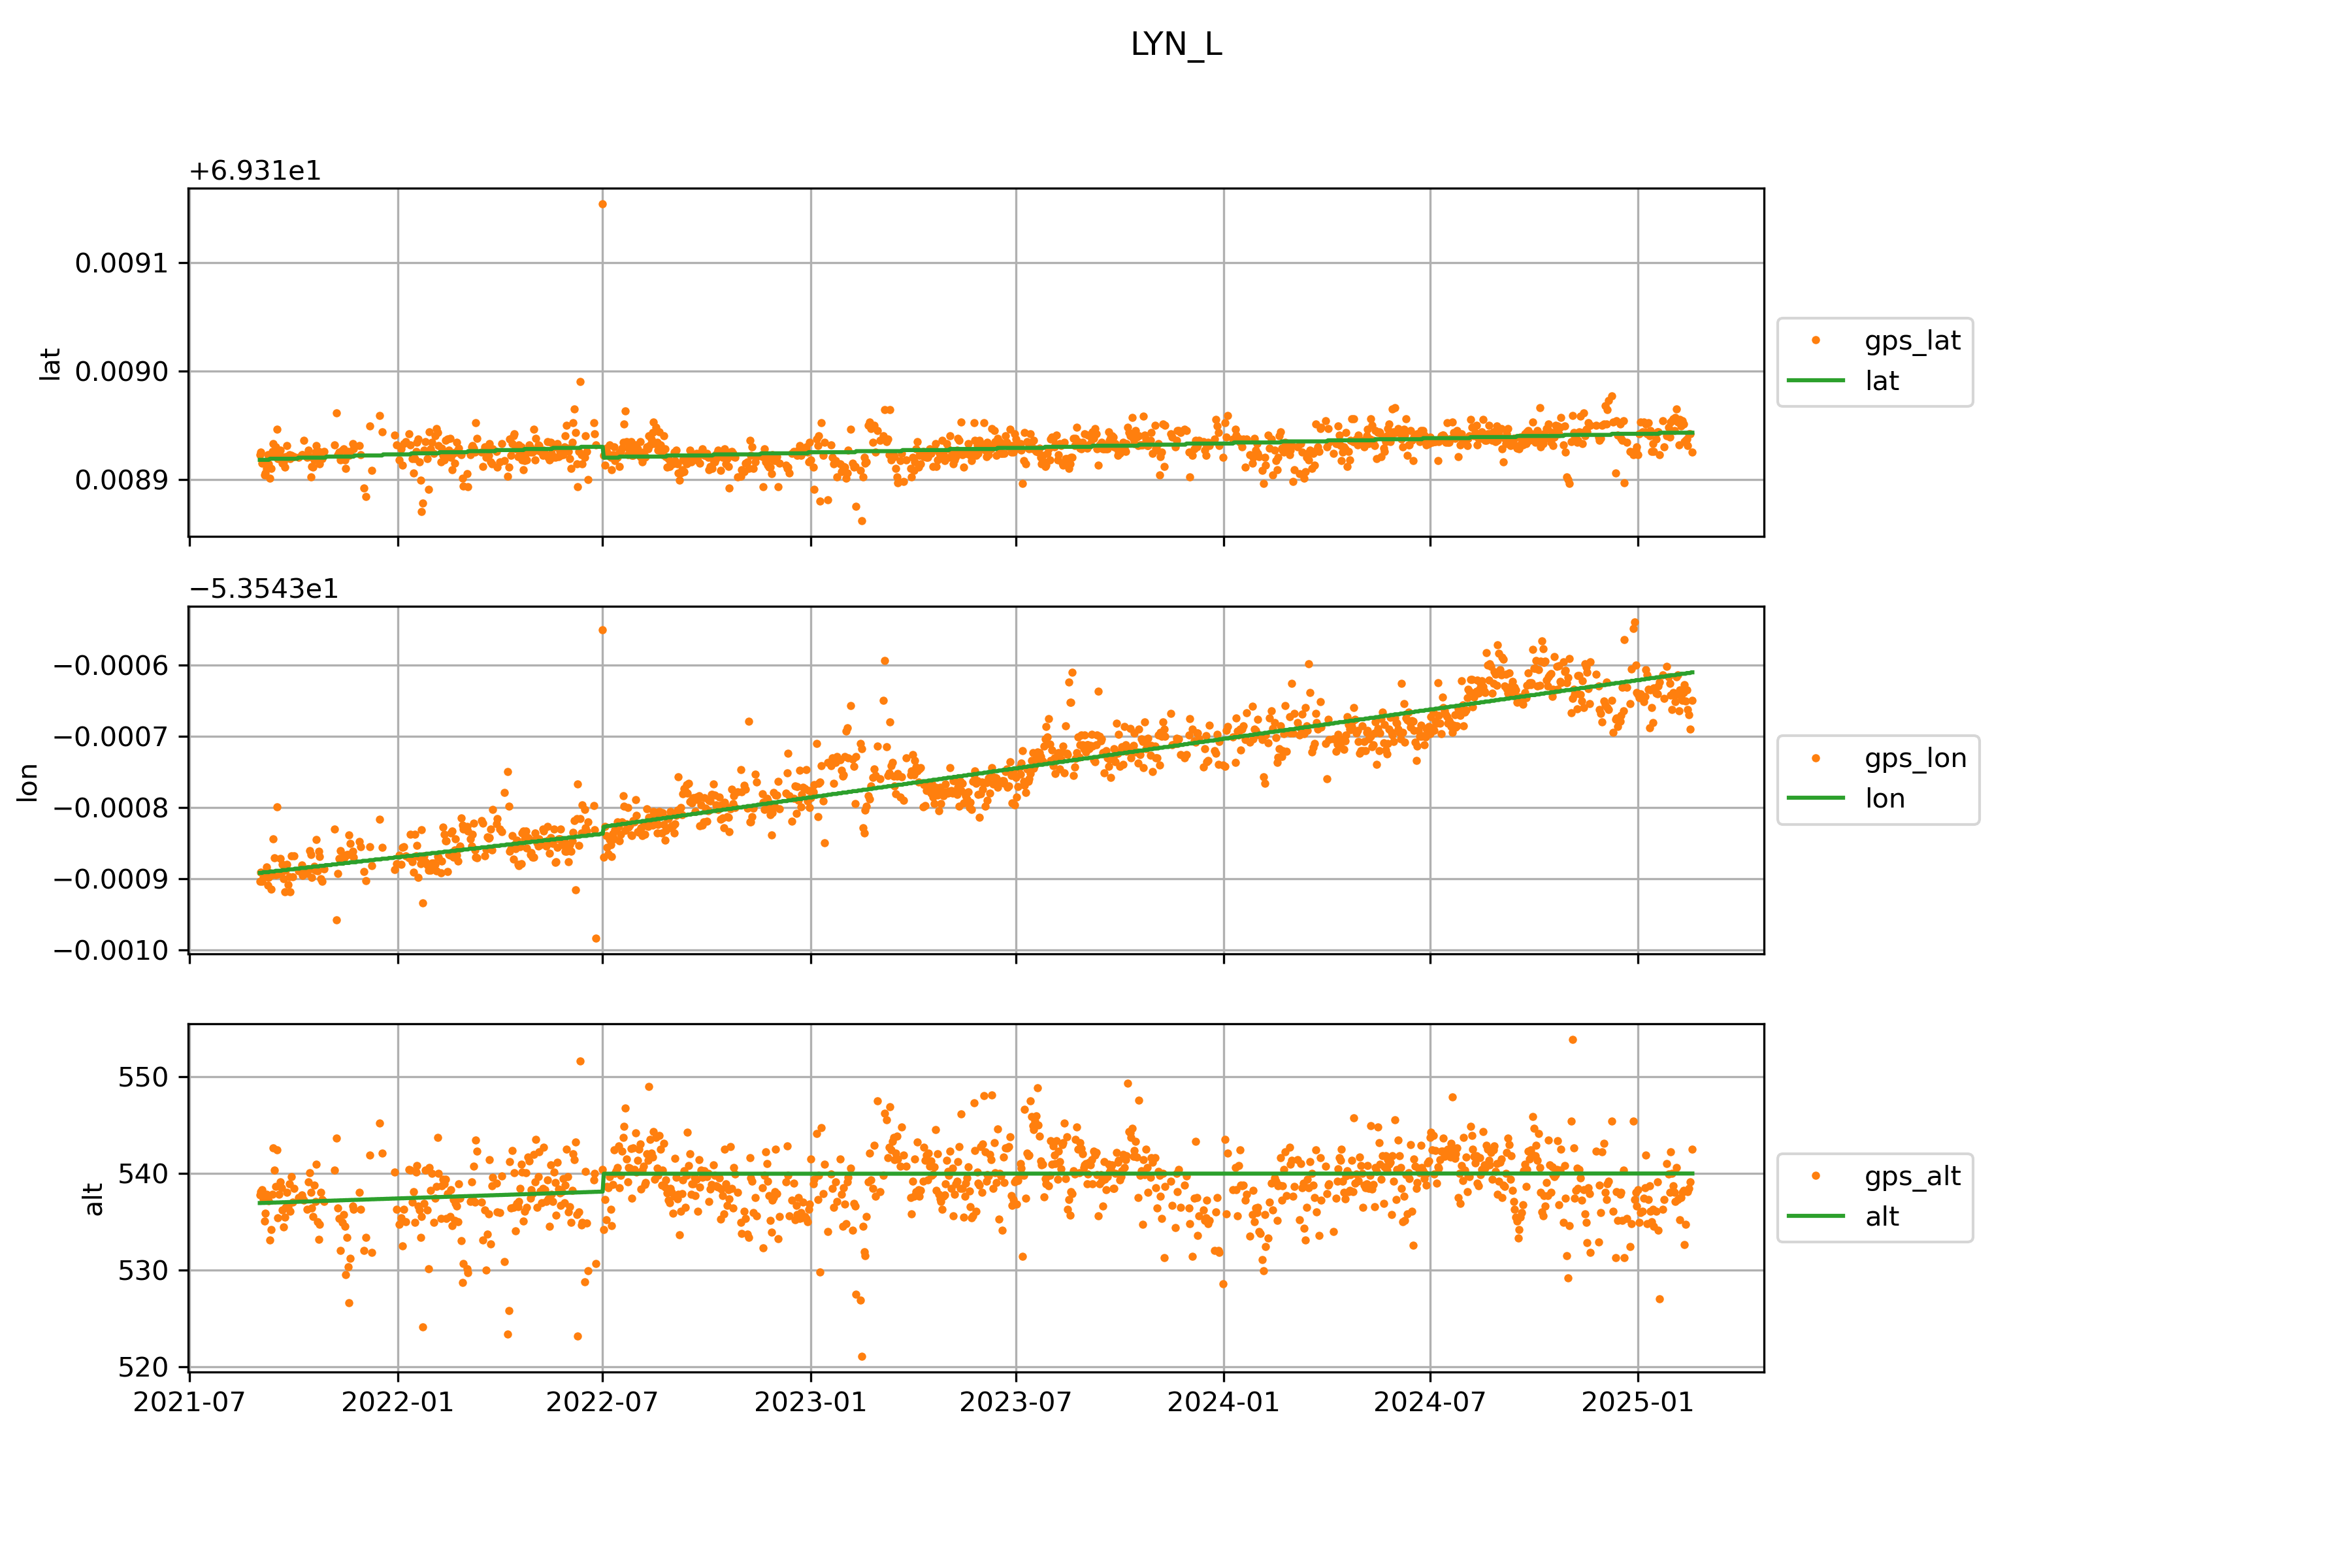 LYN_L
+6.931e1
0.0091
0.0090
0.0089
lat
gps_lat
lat
−5.3543e1
−0.0006
−0.0007
−0.0008
−0.0009
−0.0010
lon
gps_lon
lon
550
540
530
520
alt
gps_alt
alt
2021-07 2022-01 2022-07 2023-01 2023-07 2024-01 2024-07 2025-01